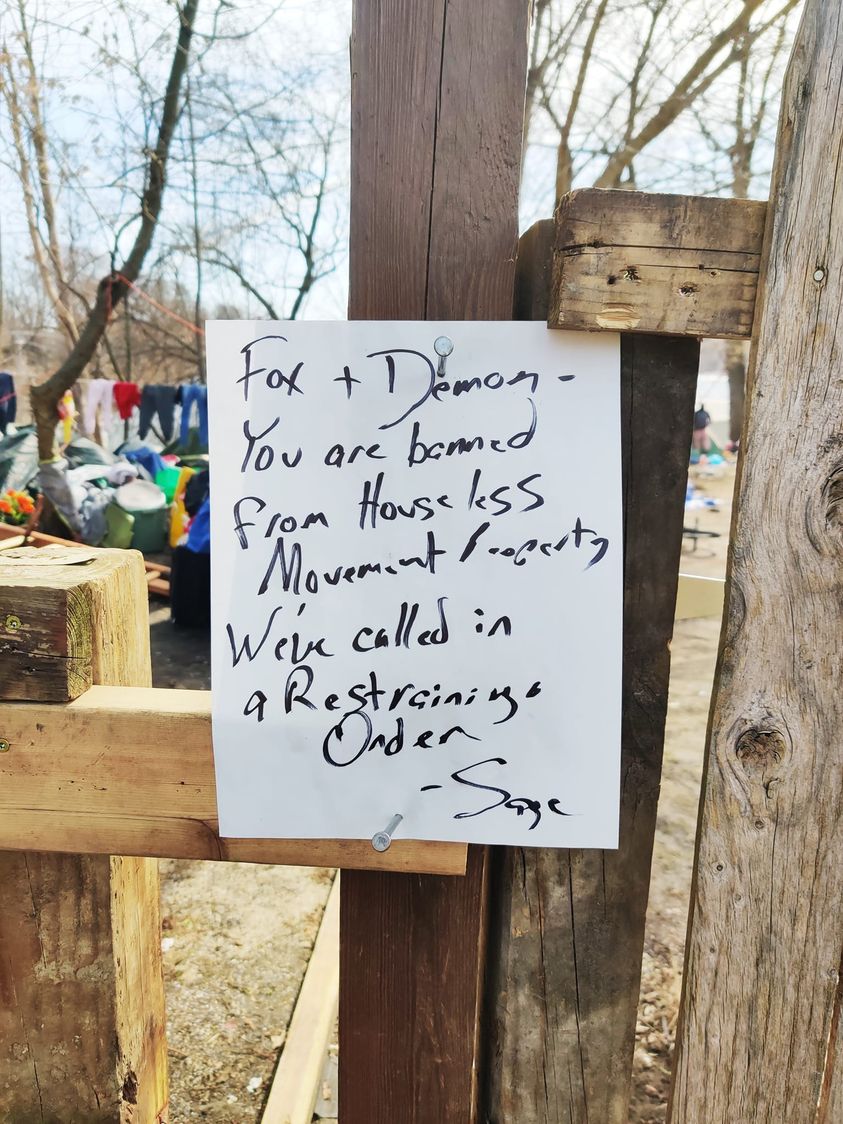 Fox + Demon -
You are banned
from Houseless
Movement Property
We've called in
a Restraining
Order
- Sage